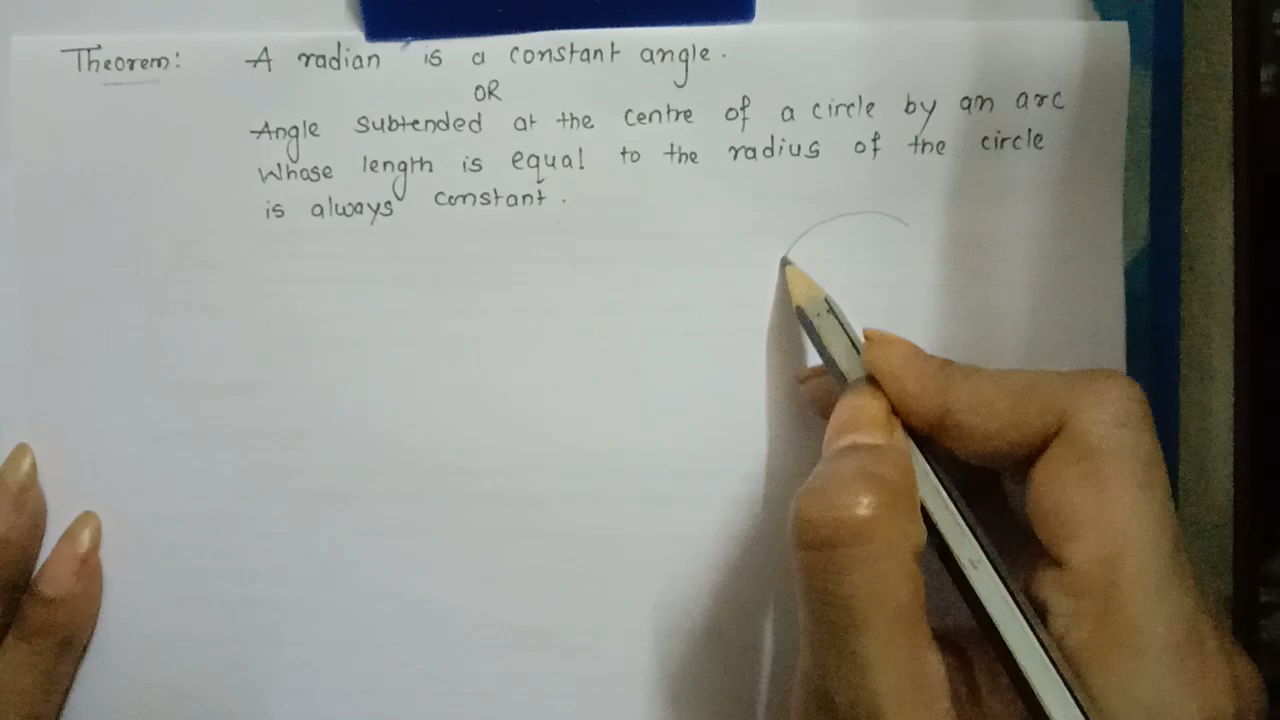 Theorem: A radian is a constant angle.
OR
Angle subtended at the centre of a circle by an arc
Whose length is equal to the radius of the circle
is always constant.